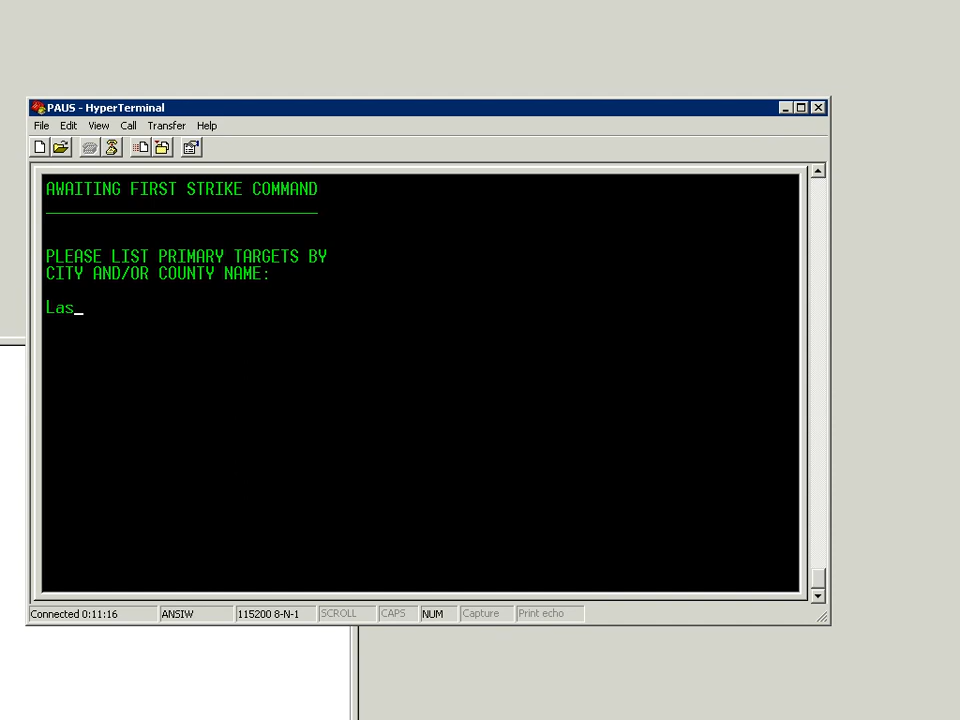 PAUS - HyperTerminal
File Edit View Call Transfer Help
AWAITING FIRST STRIKE COMMAND
PLEASE LIST PRIMARY TARGETS BY
CITY AND/OR COUNTY NAME:
Las_
Connected 0:11:16 ANSIW 115200 8-N-1 SCROLL CAPS NUM Capture Print echo